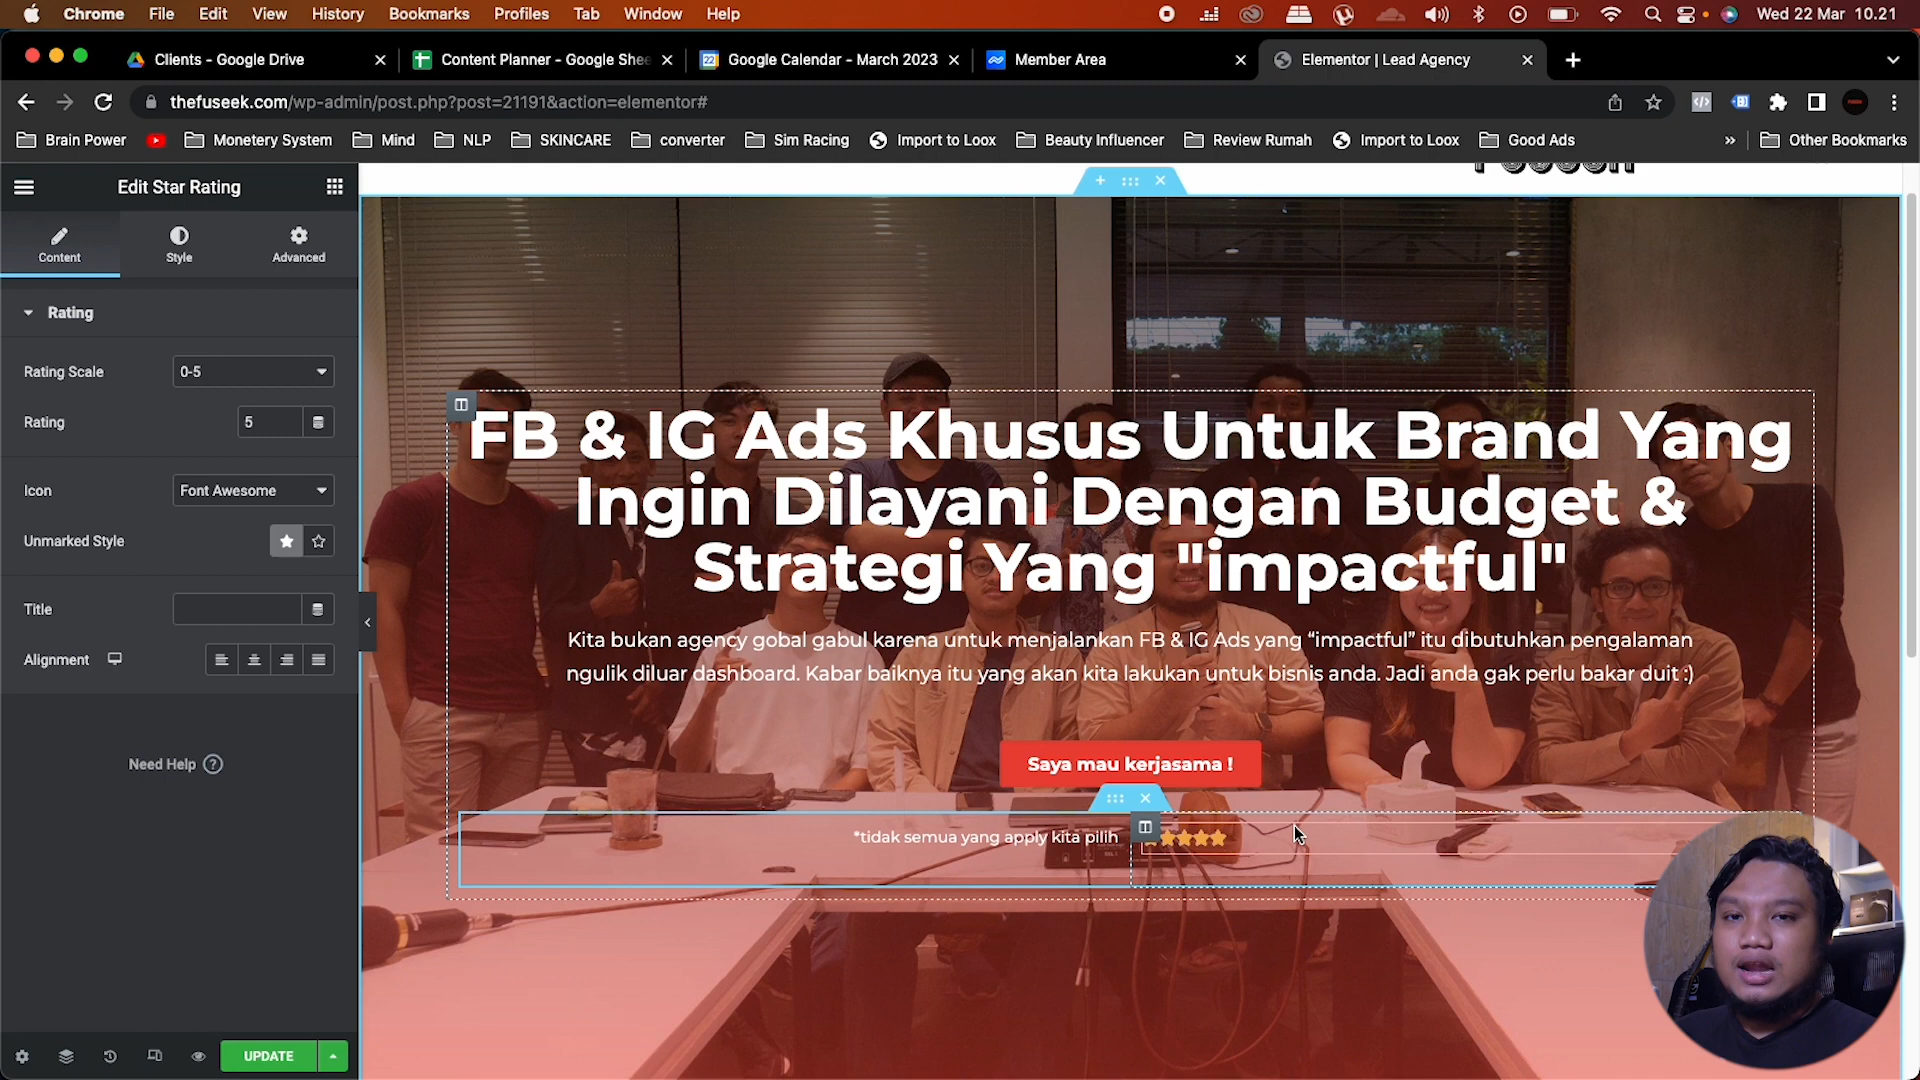 Chrome File Edit View History Bookmarks Profiles Tab Window Help
Wed 22 Mar 10.21
Clients - Google Drive
Content Planner - Google She
22 Google Calendar - March 2023
Member Area
Elementor | Lead Agency
thefuseek.com/wp-admin/post.php?post=21191&action=elementor#
Brain Power
Monetery System
Mind
NLP
SKINCARE
converter
Sim Racing
Import to Loox
Beauty Influencer
Review Rumah
Import to Loox
Good Ads
»
Other Bookmarks
Edit Star Rating
Content
Style
Advanced
Rating
Rating Scale 0-5
Rating 5
Icon Font Awesome
Unmarked Style
Title
Alignment
Need Help ?
UPDATE
FB & IG Ads Khusus Untuk Brand Yang
Ingin Dilayani Dengan Budget &
Strategi Yang "impactful"
Kita bukan agency gobal gabul karena untuk menjalankan FB & IG Ads yang “impactful” itu dibutuhkan pengalaman
ngulik diluar dashboard. Kabar baiknya itu yang akan kita lakukan untuk bisnis anda. Jadi anda gak perlu bakar duit :)
Saya mau kerjasama !
*tidak semua yang apply kita pilih